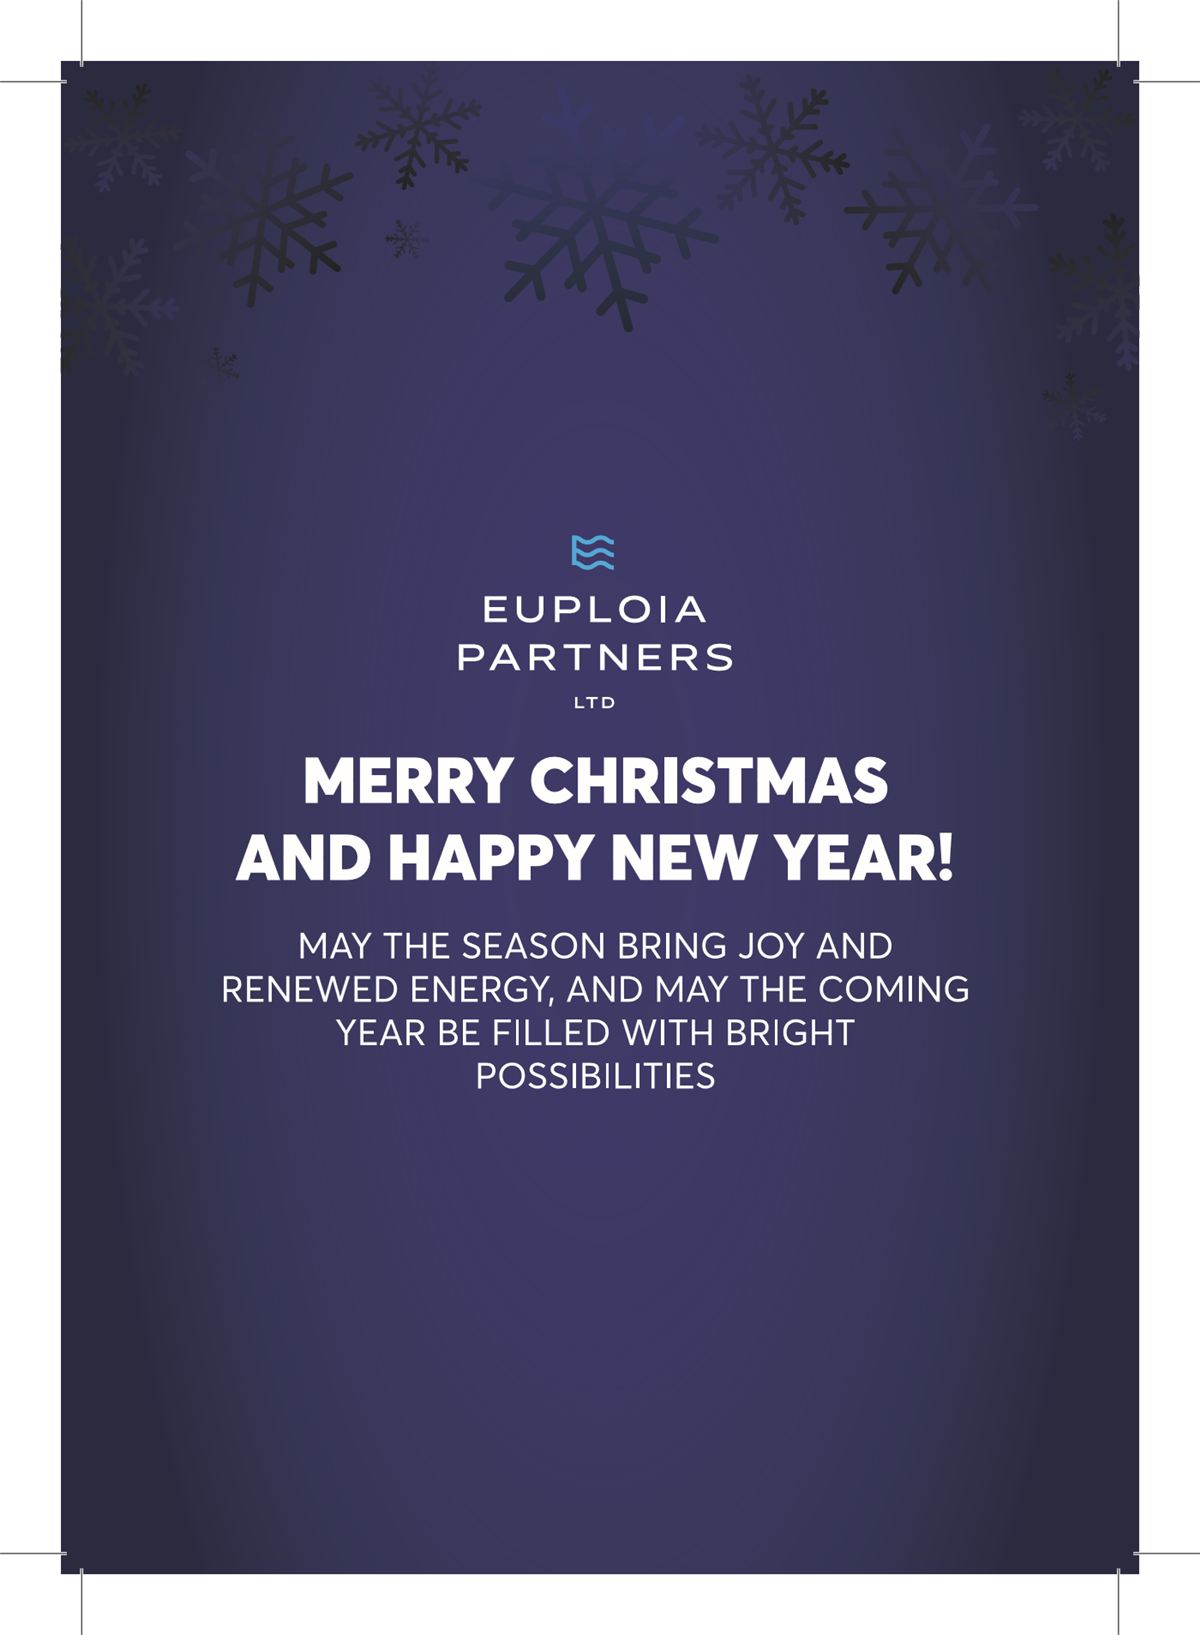 EUPLOIA
PARTNERS
LTD
MERRY CHRISTMAS
AND HAPPY NEW YEAR!
MAY THE SEASON BRING JOY AND
RENEWED ENERGY, AND MAY THE COMING
YEAR BE FILLED WITH BRIGHT
POSSIBILITIES